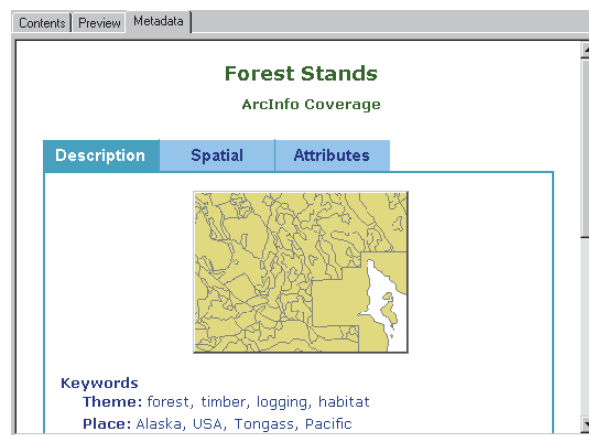 Contents Preview Metadata
Forest Stands
ArcInfo Coverage
Description Spatial Attributes
Keywords
Theme: forest, timber, logging, habitat
Place: Alaska, USA, Tongass, Pacific